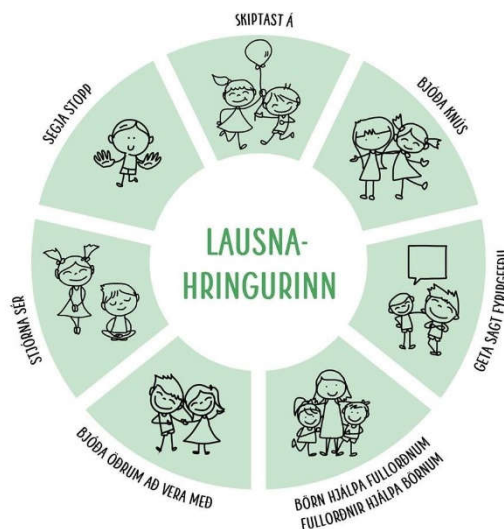 SKIPTAST Á
BJÓÐA KNÚS
GETA SAGT FYRIRGEFÐU
BÖRN HJÁLPA FULLORÐNUM
FULLORÐNIR HJÁLPA BÖRNUM
BJÓÐA ÖÐRUM AÐ VERA MEÐ
STJÓRNA SÉR
SEGJA STOPP
LAUSNA-
HRINGURINN